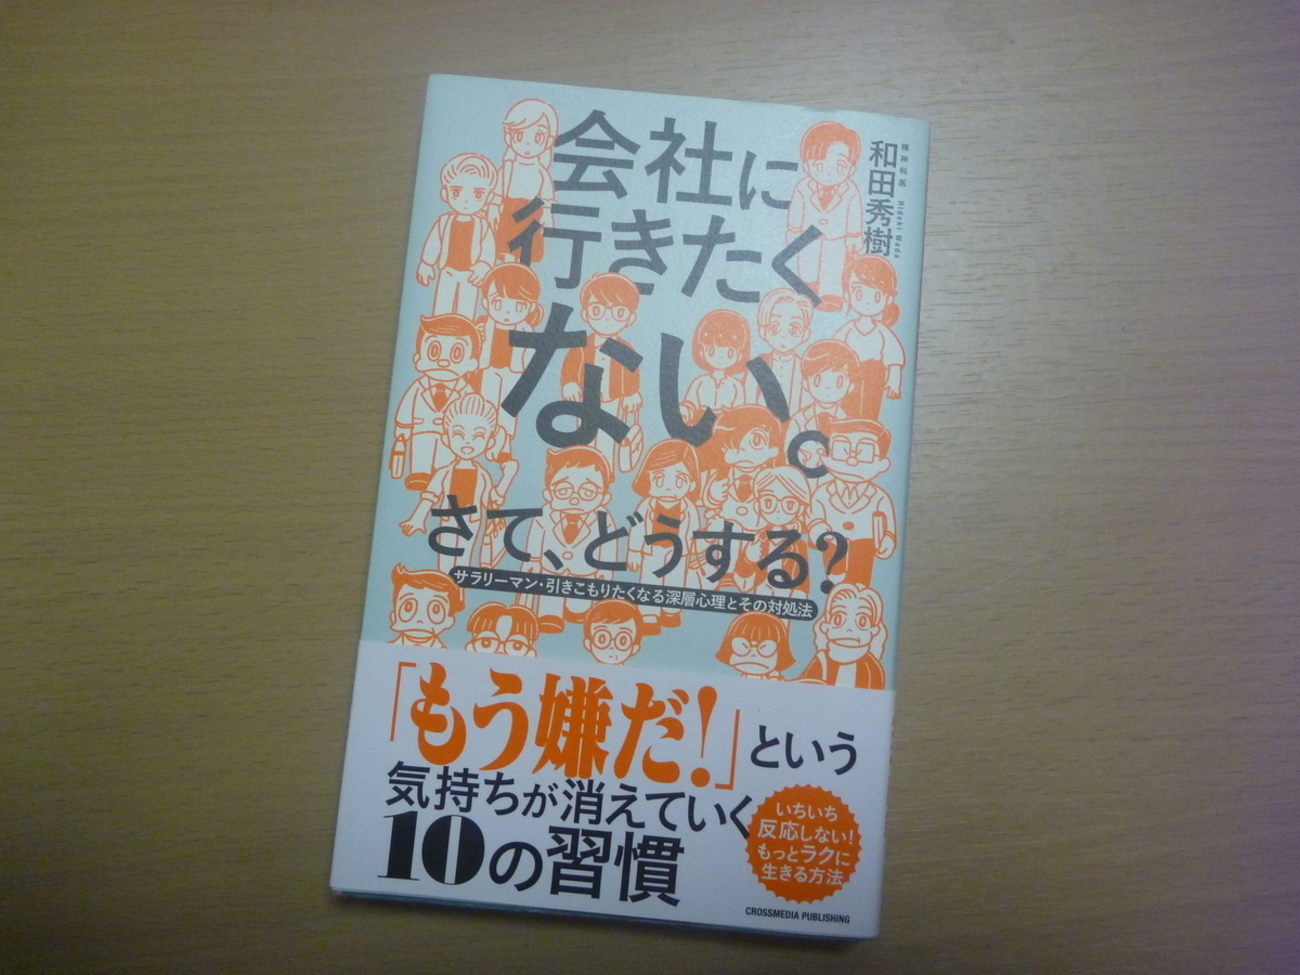 会社に
行きたく
ない。
さて、どうする?
サラリーマン・引きこもりたくなる深層心理とその対処法
精神科医
和田秀樹
Hideki Wada
「もう嫌だ!」という
気持ちが消えていく
10の習慣
いちいち
反応しない!
もっとラクに
生きる方法
CROSSMEDIA PUBLISHING